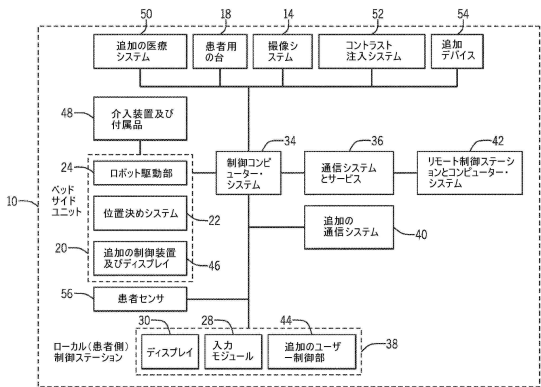 50
18
14
52
54
追加の医療
システム
患者用
の台
撮像シ
ステム
コントラスト
注入システム
追加
デバイス
48
介入装置及び
付属品
24
ロボット駆動部
34
制御コンピ
ューター・
システム
36
通信システム
とサービス
42
リモート制御ステー
ションとコンピューター・
システム
10
ベッド
サイド
ユニット
位置決めシステム
22
追加の
通信システム
40
20
追加の制御装置
及びディスプレイ
46
56
患者センサ
30
28
44
ローカル(患者側)
制御ステーション
ディスプレイ
入力
モジュール
追加のユーザ
ー制御部
38